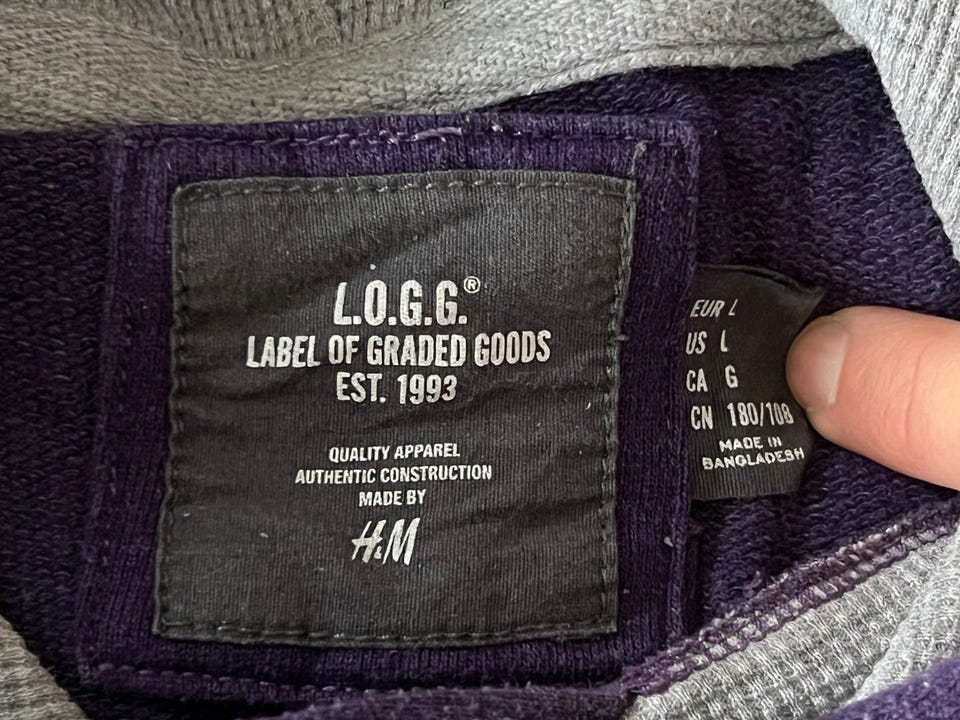 L.O.G.G.®
LABEL OF GRADED GOODS
EST. 1993
QUALITY APPAREL
AUTHENTIC CONSTRUCTION
MADE BY
H&M
EUR L
US L
CA G
CN 180/108
MADE IN
BANGLADESH